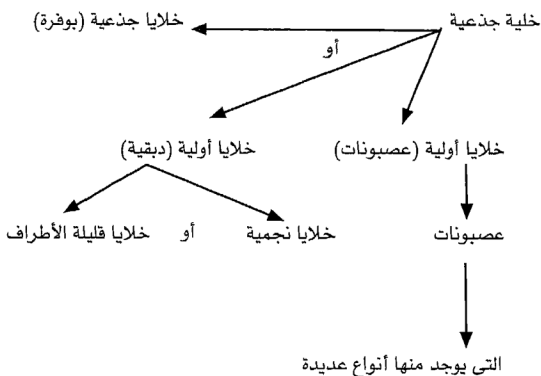 خلية جذعية
خلايا جذعية (بوفرة)
أو
خلايا أولية (عصبونات)
خلايا أولية (دبقية)
عصبونات
خلايا نجمية
أو
خلايا قليلة الأطراف
التي يوجد منها أنواع عديدة